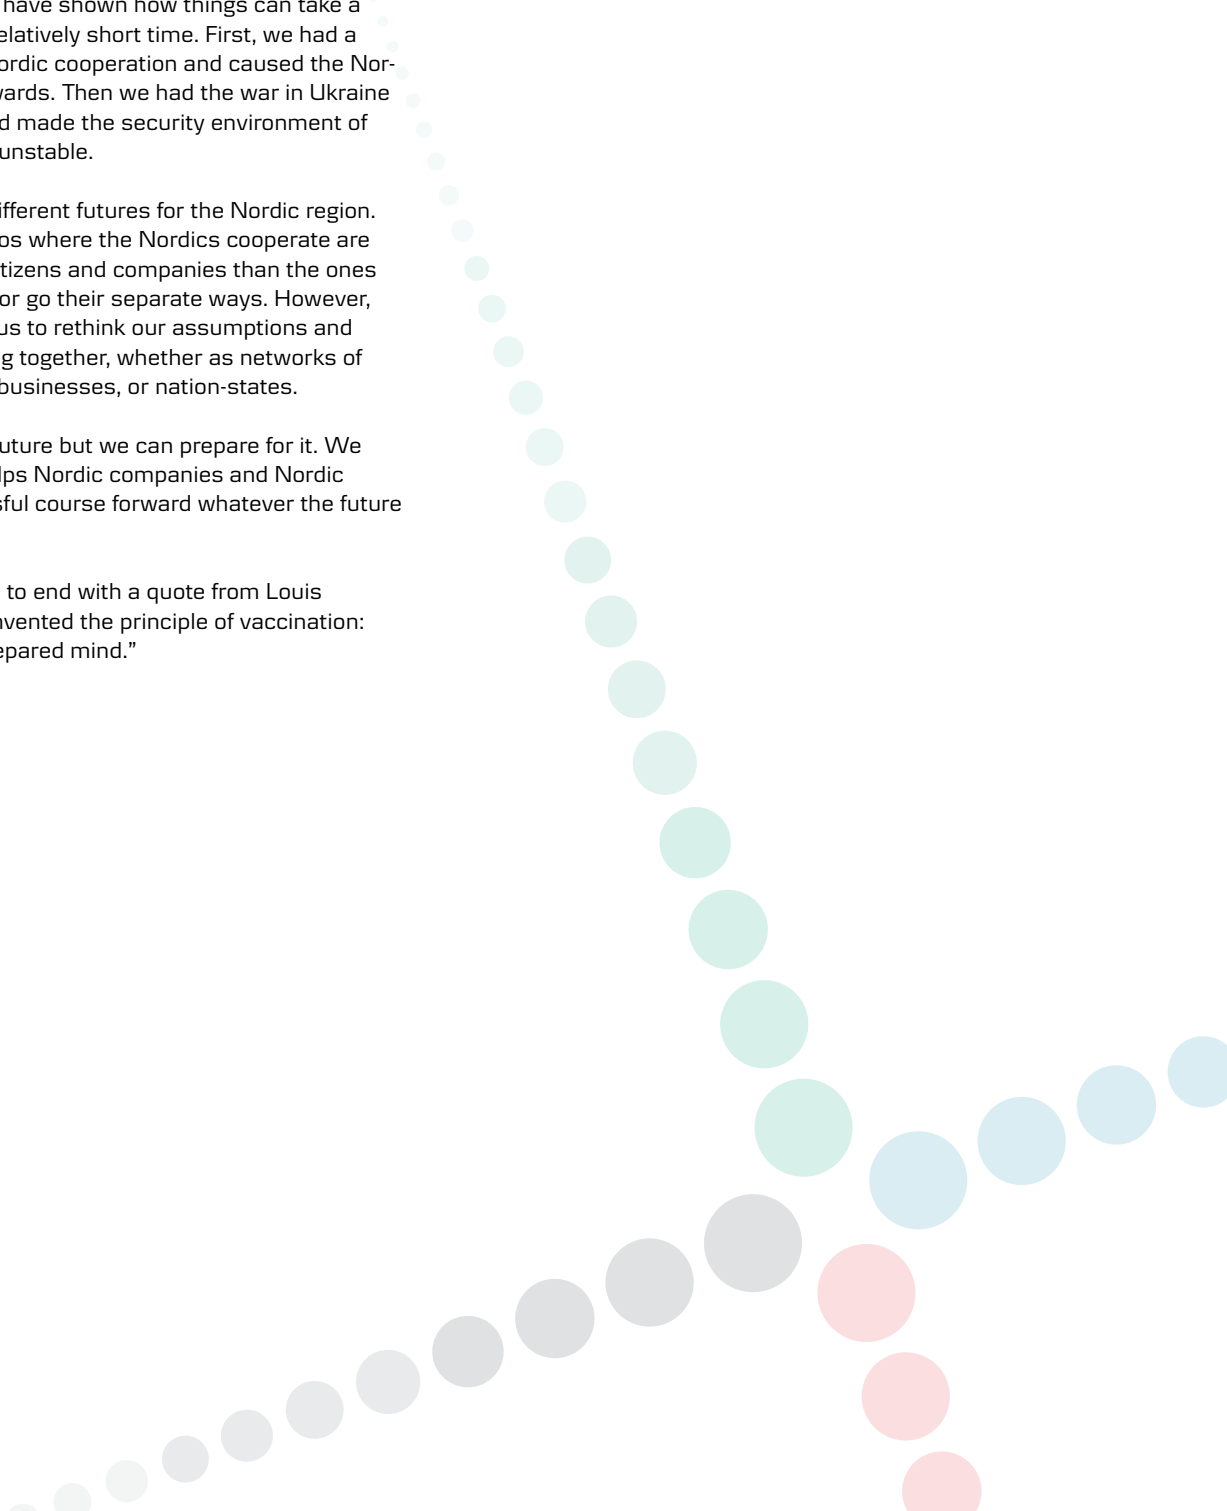 have shown how things can take a
elatively short time. First, we had a
ordic cooperation and caused the Nor-
vards. Then we had the war in Ukraine
d made the security environment of
unstable.
ifferent futures for the Nordic region.
os where the Nordics cooperate are
tizens and companies than the ones
or go their separate ways. However,
us to rethink our assumptions and
g together, whether as networks of
businesses, or nation-states.
uture but we can prepare for it. We
lps Nordic companies and Nordic
sful course forward whatever the future
to end with a quote from Louis
nvented the principle of vaccination:
epared mind.”